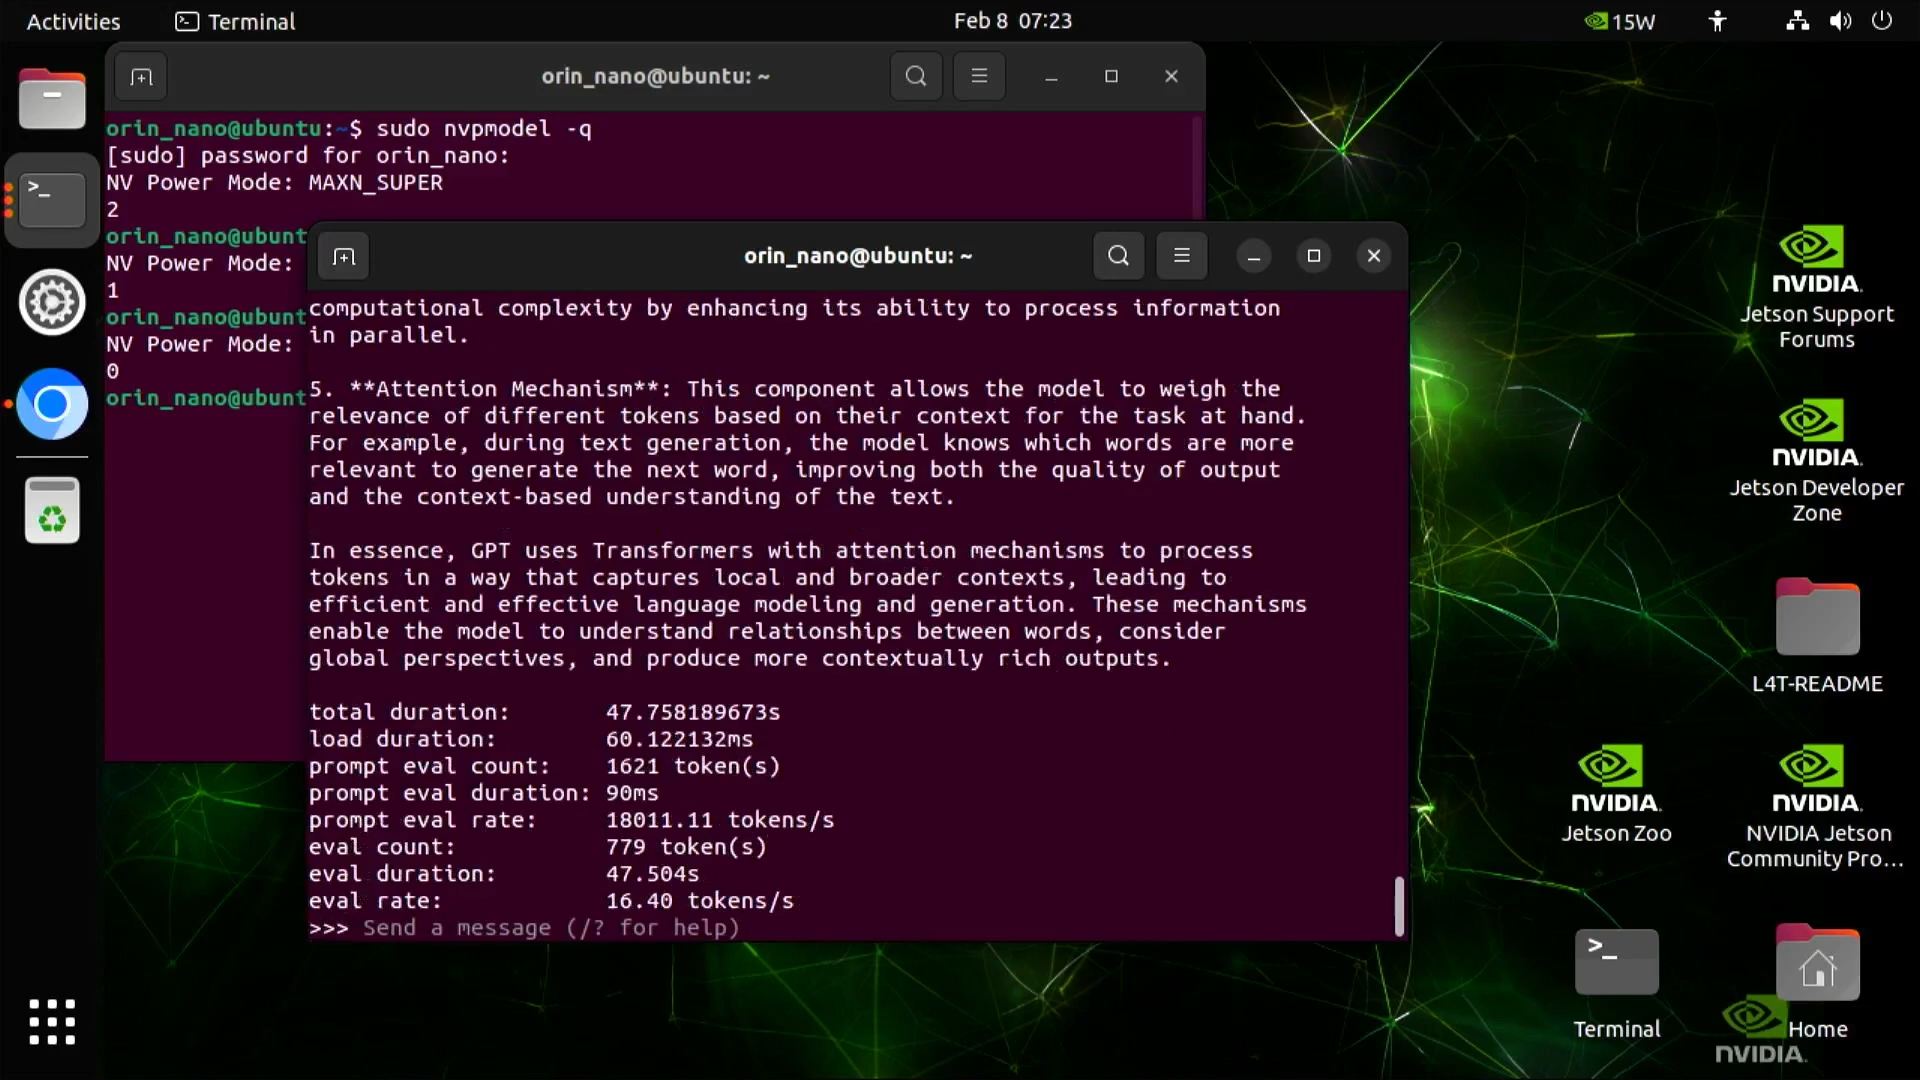 Activities
Terminal
Feb 8 07:23
15W
orin_nano@ubuntu: ~
orin_nano@ubuntu:~$ sudo nvpmodel -q
[sudo] password for orin_nano:
NV Power Mode: MAXN_SUPER
2
orin_nano@ubunt
NV Power Mode:
1
orin_nano@ubunt
NV Power Mode:
0
orin_nano@ubunt
orin_nano@ubuntu: ~
computational complexity by enhancing its ability to process information
in parallel.
5. **Attention Mechanism**: This component allows the model to weigh the
relevance of different tokens based on their context for the task at hand.
For example, during text generation, the model knows which words are more
relevant to generate the next word, improving both the quality of output
and the context-based understanding of the text.
In essence, GPT uses Transformers with attention mechanisms to process
tokens in a way that captures local and broader contexts, leading to
efficient and effective language modeling and generation. These mechanisms
enable the model to understand relationships between words, consider
global perspectives, and produce more contextually rich outputs.
total duration: 47.758189673s
load duration: 60.122132ms
prompt eval count: 1621 token(s)
prompt eval duration: 90ms
prompt eval rate: 18011.11 tokens/s
eval count: 779 token(s)
eval duration: 47.504s
eval rate: 16.40 tokens/s
>>> Send a message (/? for help)
NVIDIA.
Jetson Support
Forums
NVIDIA.
Jetson Developer
Zone
L4T-README
NVIDIA.
Jetson Zoo
NVIDIA.
NVIDIA Jetson
Community Pro...
Terminal
Home
NVIDIA.